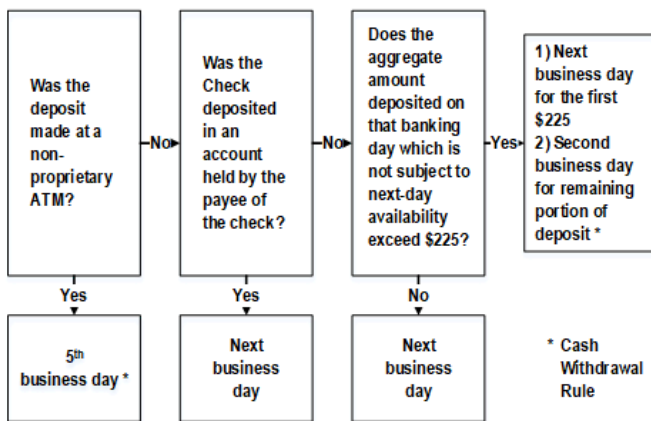 Was the
deposit
made at a
non-
proprietary
ATM?
No
Was the
Check
deposited
in an
account
held by the
payee of
the check?
No
Does the
aggregate
amount
deposited on
that banking
day which is
not subject to
next-day
availability
exceed $225?
Yes
1) Next
business day
for the first
$225
2) Second
business day
for remaining
portion of
deposit *
Yes
Yes
No
5th
business day *
Next
business
day
Next
business
day
* Cash
Withdrawal
Rule